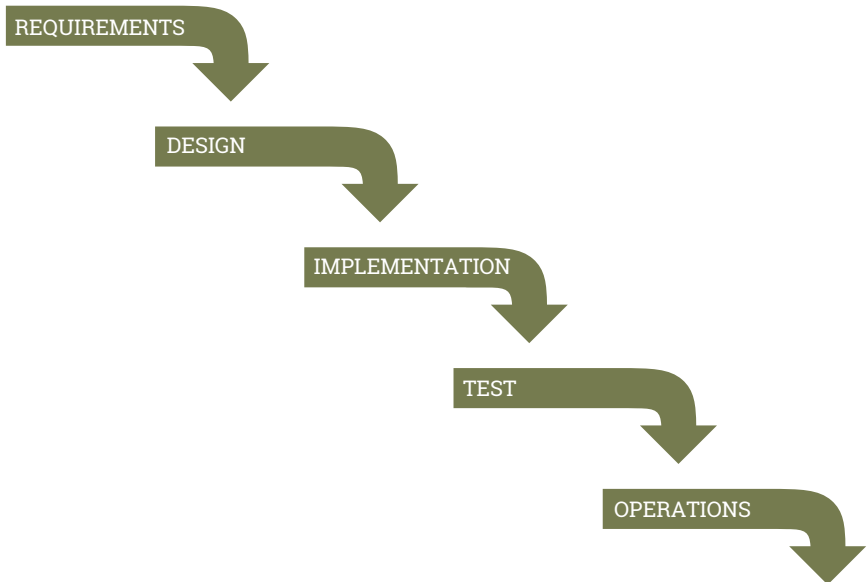 REQUIREMENTS
DESIGN
IMPLEMENTATION
TEST
OPERATIONS